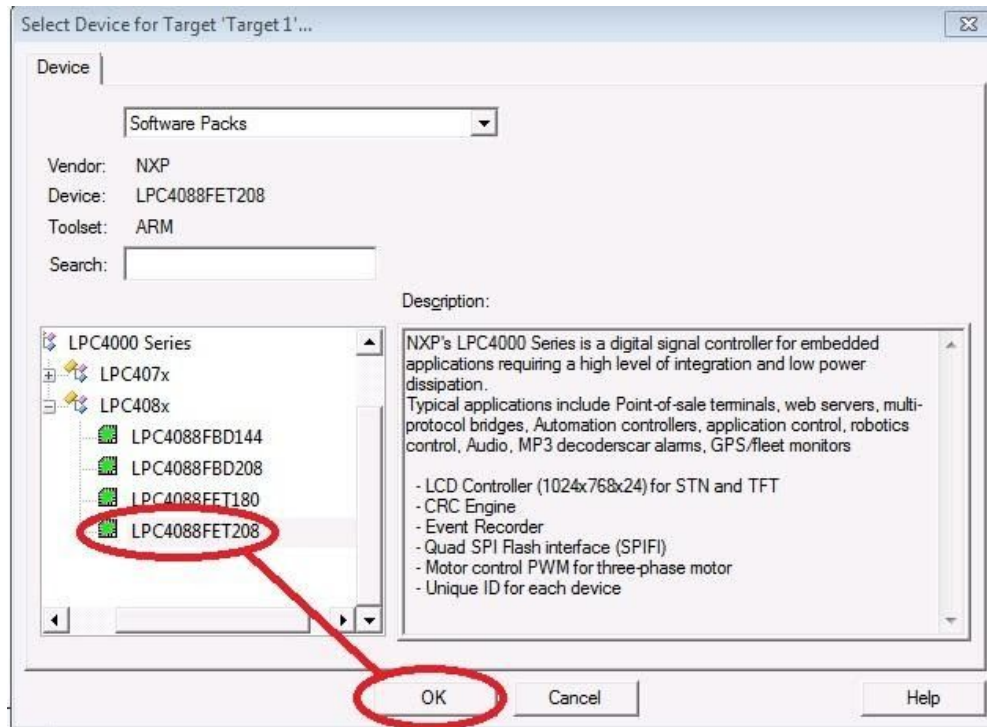 Select Device for Target 'Target 1'...
Device
Software Packs
Vendor: NXP
Device: LPC4088FET208
Toolset: ARM
Search:
Description:
LPC4000 Series
LPC407x
LPC408x
LPC4088FBD144
LPC4088FBD208
LPC4088FET180
LPC4088FET208
NXP's LPC4000 Series is a digital signal controller for embedded
applications requiring a high level of integration and low power
dissipation.
Typical applications include Point-of-sale terminals, web servers, multi-
protocol bridges, Automation controllers, application control, robotics
control, Audio, MP3 decoderscar alarms, GPS/fleet monitors
- LCD Controller (1024x768x24) for STN and TFT
- CRC Engine
- Event Recorder
- Quad SPI Flash interface (SPIFI)
- Motor control PWM for three-phase motor
- Unique ID for each device
OK
Cancel
Help